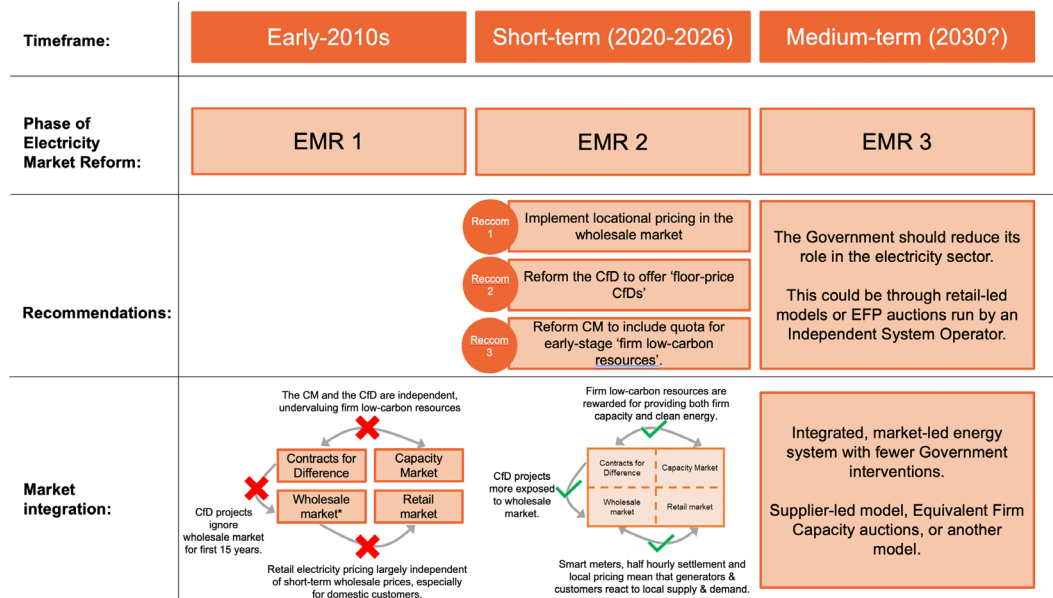 Timeframe:
Early-2010s
Short-term (2020-2026)
Medium-term (2030?)
Phase of
Electricity
Market Reform:
EMR 1
EMR 2
EMR 3
Recommendations:
Reccom
1
Implement locational pricing in the
wholesale market
Reccom
2
Reform the CfD to offer ‘floor-price
CfDs’
Reccom
3
Reform CM to include quota for
early-stage ‘firm low-carbon
resources’.
The Government should reduce its
role in the electricity sector.
This could be through retail-led
models or EFP auctions run by an
Independent System Operator.
Market
integration:
The CM and the CfD are independent,
undervaluing firm low-carbon resources
Contracts for
Difference
Capacity
Market
Wholesale
market*
Retail
market
CfD projects
ignore
wholesale market
for first 15 years.
Retail electricity pricing largely independent
of short-term wholesale prices, especially
for domestic customers.
Firm low-carbon resources are
rewarded for providing both firm
capacity and clean energy.
CfD projects
more exposed
to wholesale
market.
Contracts for
Difference
Capacity Market
Wholesale
market
Retail market
Smart meters, half hourly settlement and
local pricing mean that generators &
customers react to local supply & demand.
Integrated, market-led energy
system with fewer Government
interventions.
Supplier-led model, Equivalent Firm
Capacity auctions, or another
model.